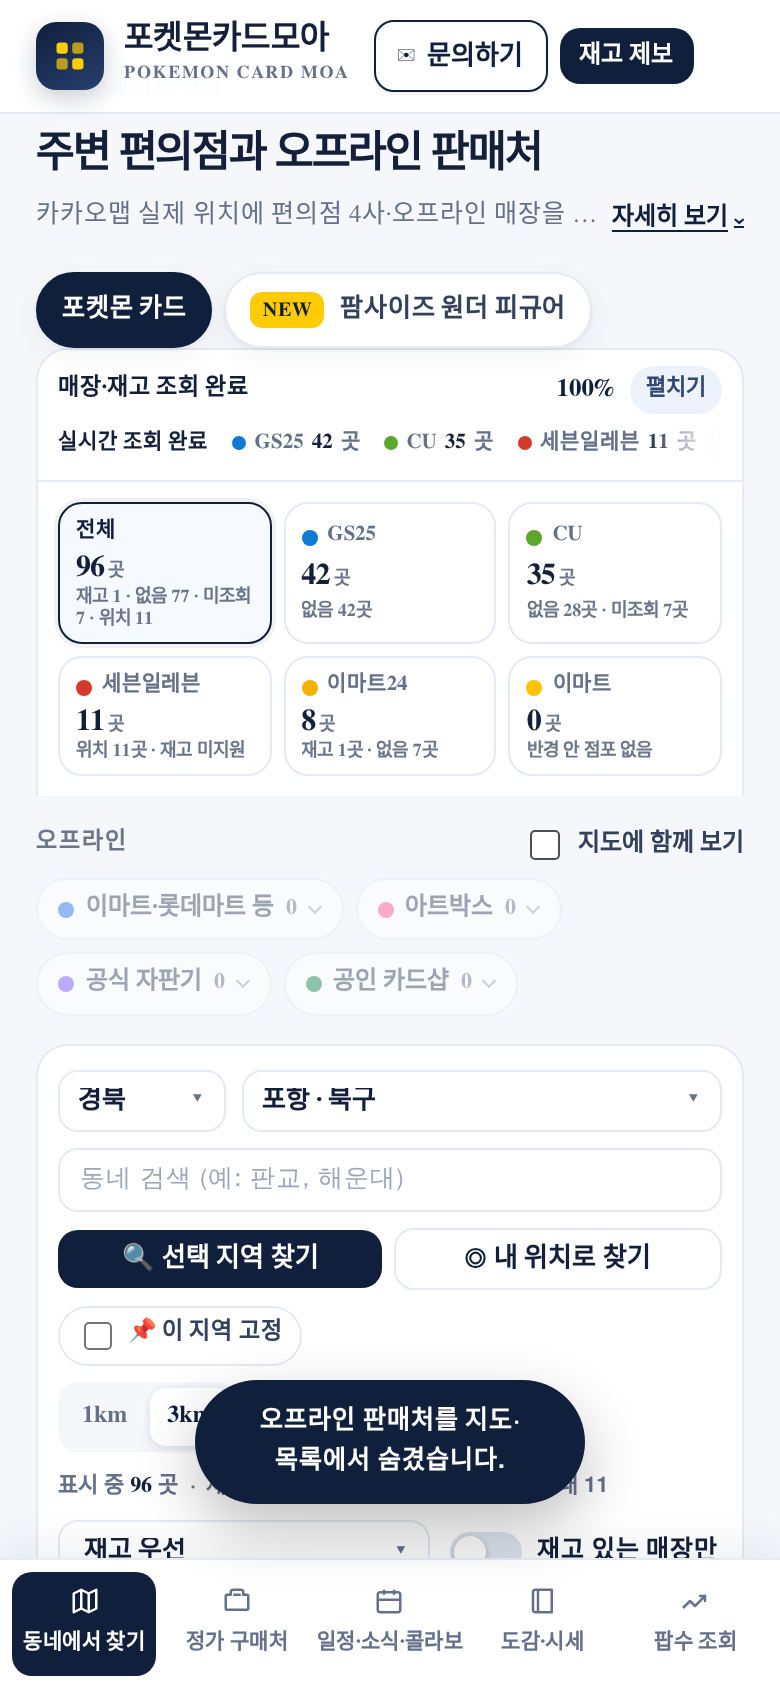 포켓몬카드모아
POKEMON CARD MOA
✉ 문의하기
재고 제보
주변 편의점과 오프라인 판매처
카카오맵 실제 위치에 편의점 4사·오프라인 매장을 … 자세히 보기
포켓몬 카드
NEW 팜사이즈 원더 피규어
매장·재고 조회 완료 100% 펼치기
실시간 조회 완료 GS25 42 곳 CU 35 곳 세븐일레븐 11 곳
전체
96곳
재고 1 · 없음 77 · 미조회
7 · 위치 11
GS25
42곳
없음 42곳
CU
35곳
없음 28곳 · 미조회 7곳
세븐일레븐
11곳
위치 11곳 · 재고 미지원
이마트24
8곳
재고 1곳 · 없음 7곳
이마트
0곳
반경 안 점포 없음
오프라인 지도에 함께 보기
이마트·롯데마트 등 0 아트박스 0
공식 자판기 0 공인 카드샵 0
경북 포항 · 북구
동네 검색 (예: 판교, 해운대)
🔍 선택 지역 찾기 ◎ 내 위치로 찾기
📌 이 지역 고정
1km
오프라인 판매처를 지도·
목록에서 숨겼습니다.
표시 중 96 곳 · 11
재고 우선 재고 있는 매장만
동네에서 찾기 정가 구매처 일정·소식·콜라보 도감·시세 팝수 조회